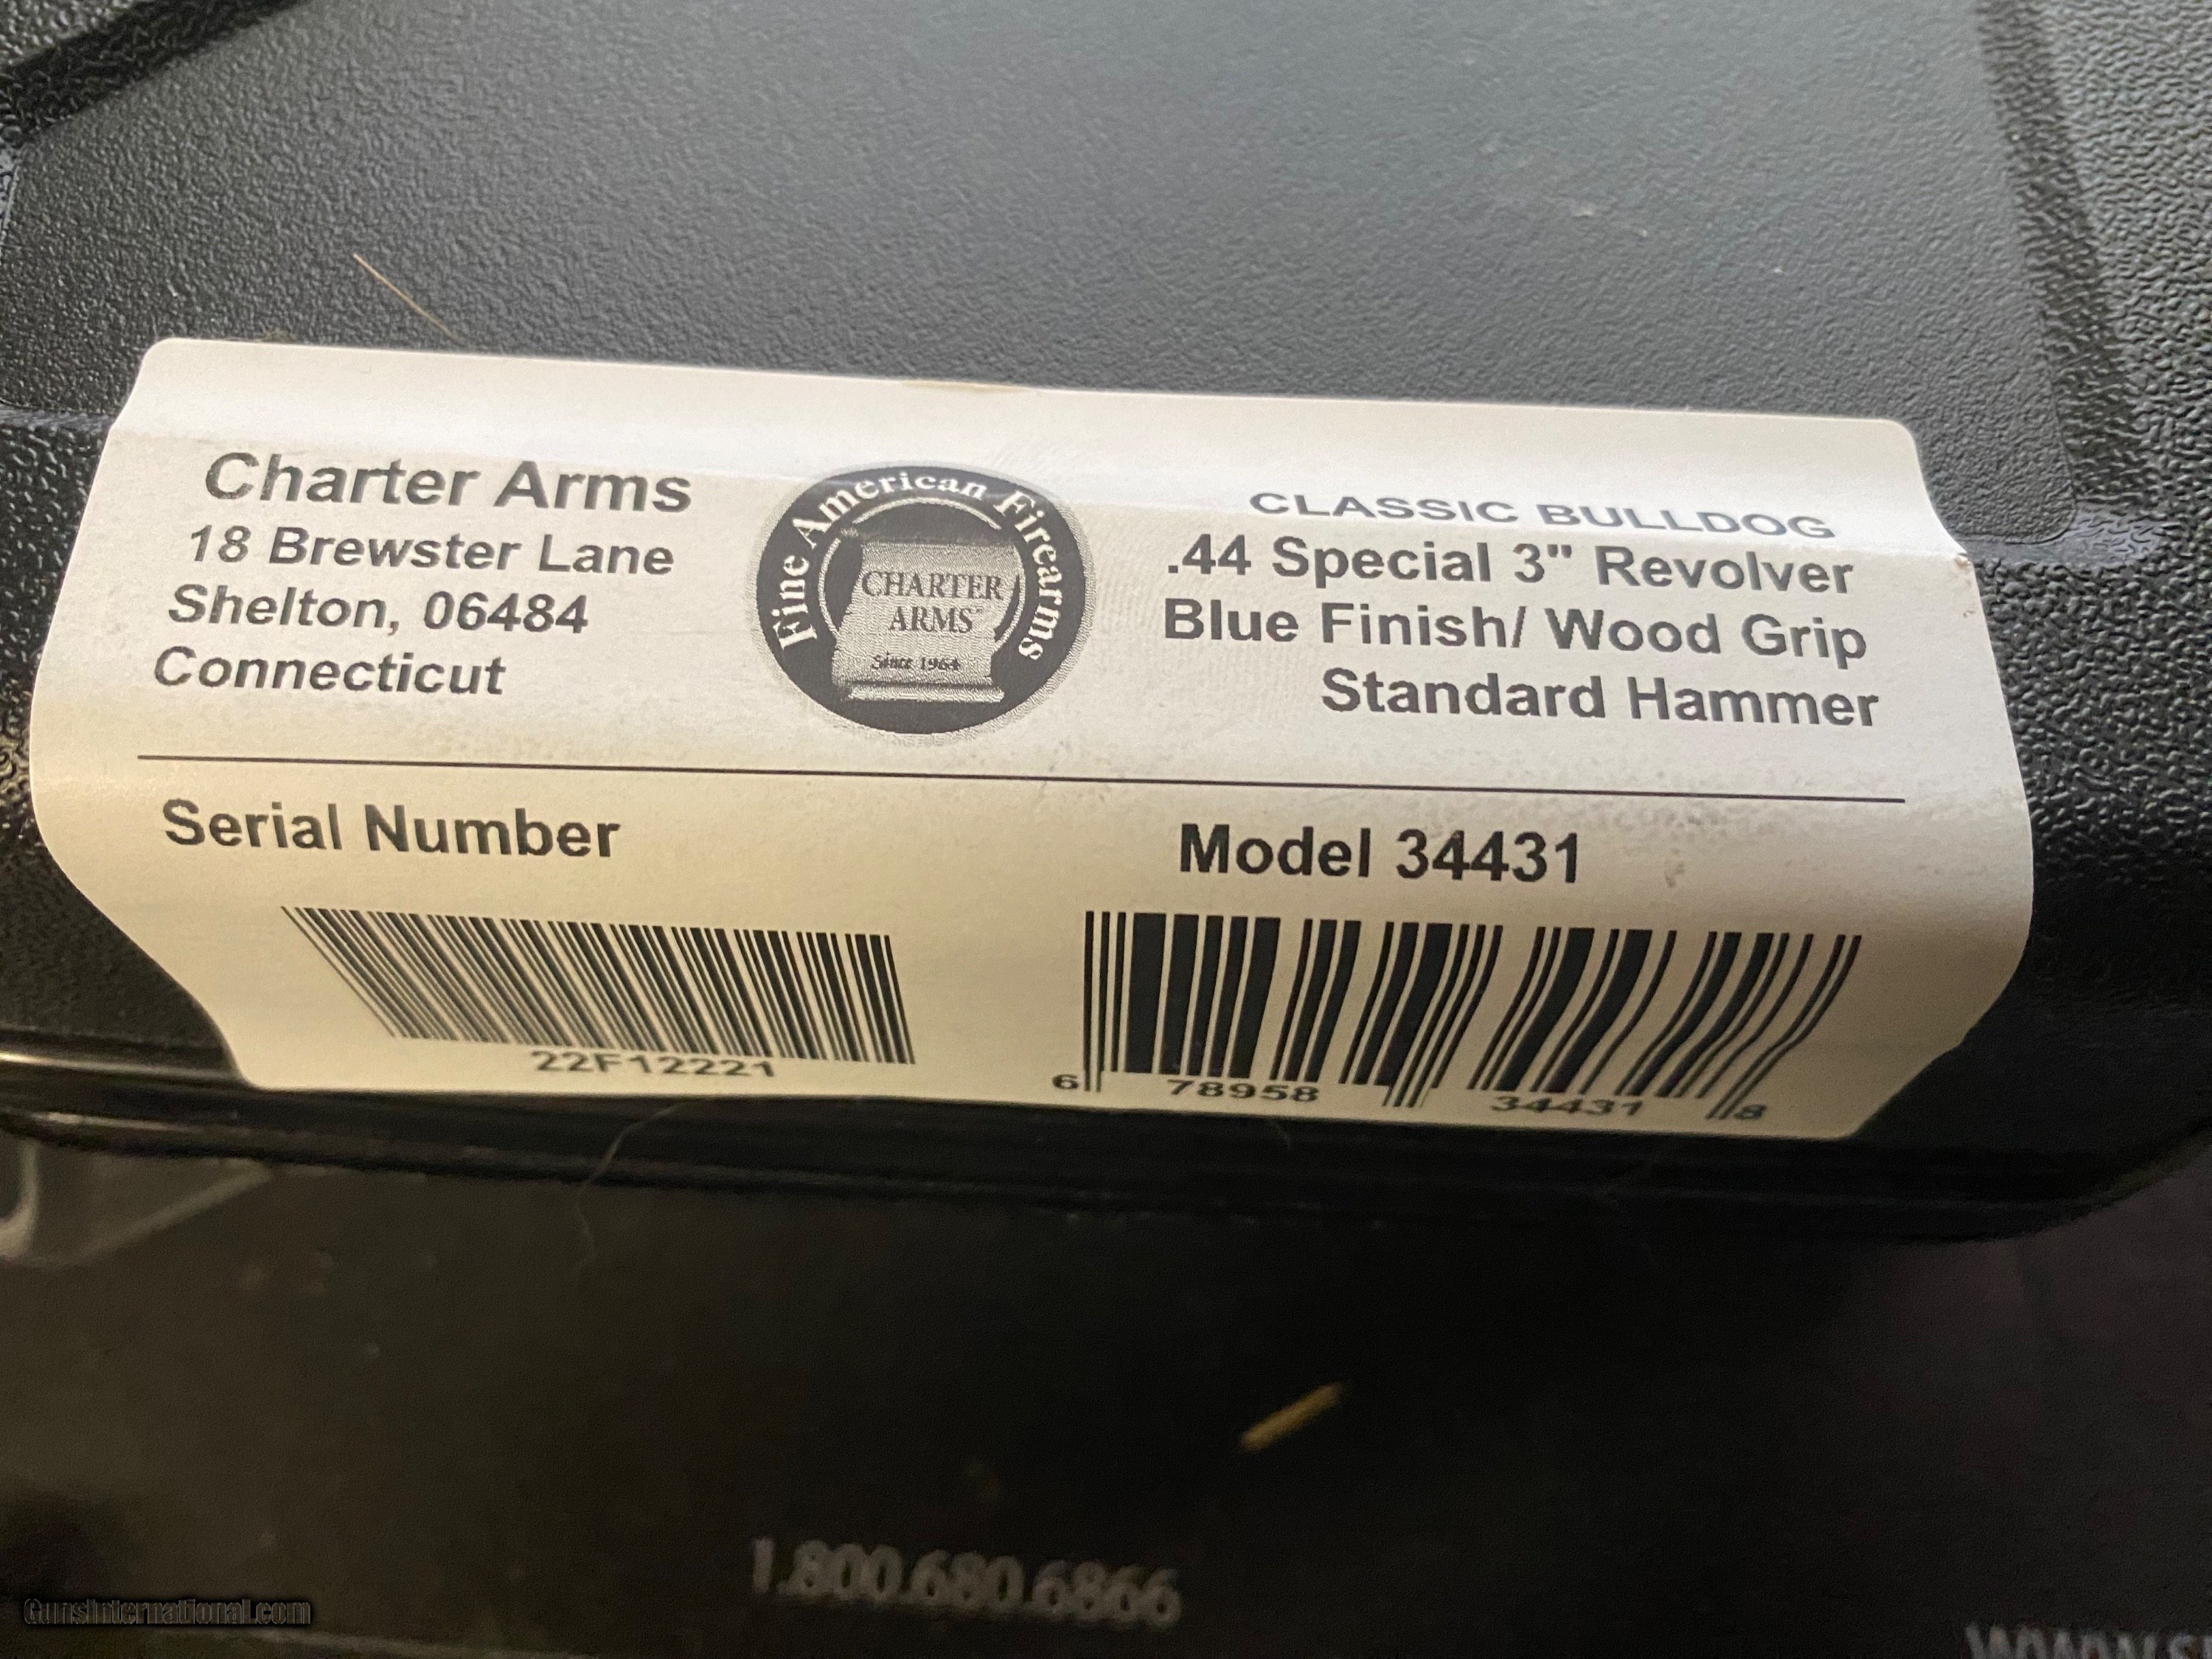 Charter Arms
18 Brewster Lane
Shelton, 06484
Connecticut
Fine American Firearms
CHARTER
ARMS™
Since 1964
CLASSIC BULLDOG
.44 Special 3" Revolver
Blue Finish/ Wood Grip
Standard Hammer
Serial Number
22F12221
Model 34431
6 78958 34431 8
1.800.680.6866
GunsInternational.com